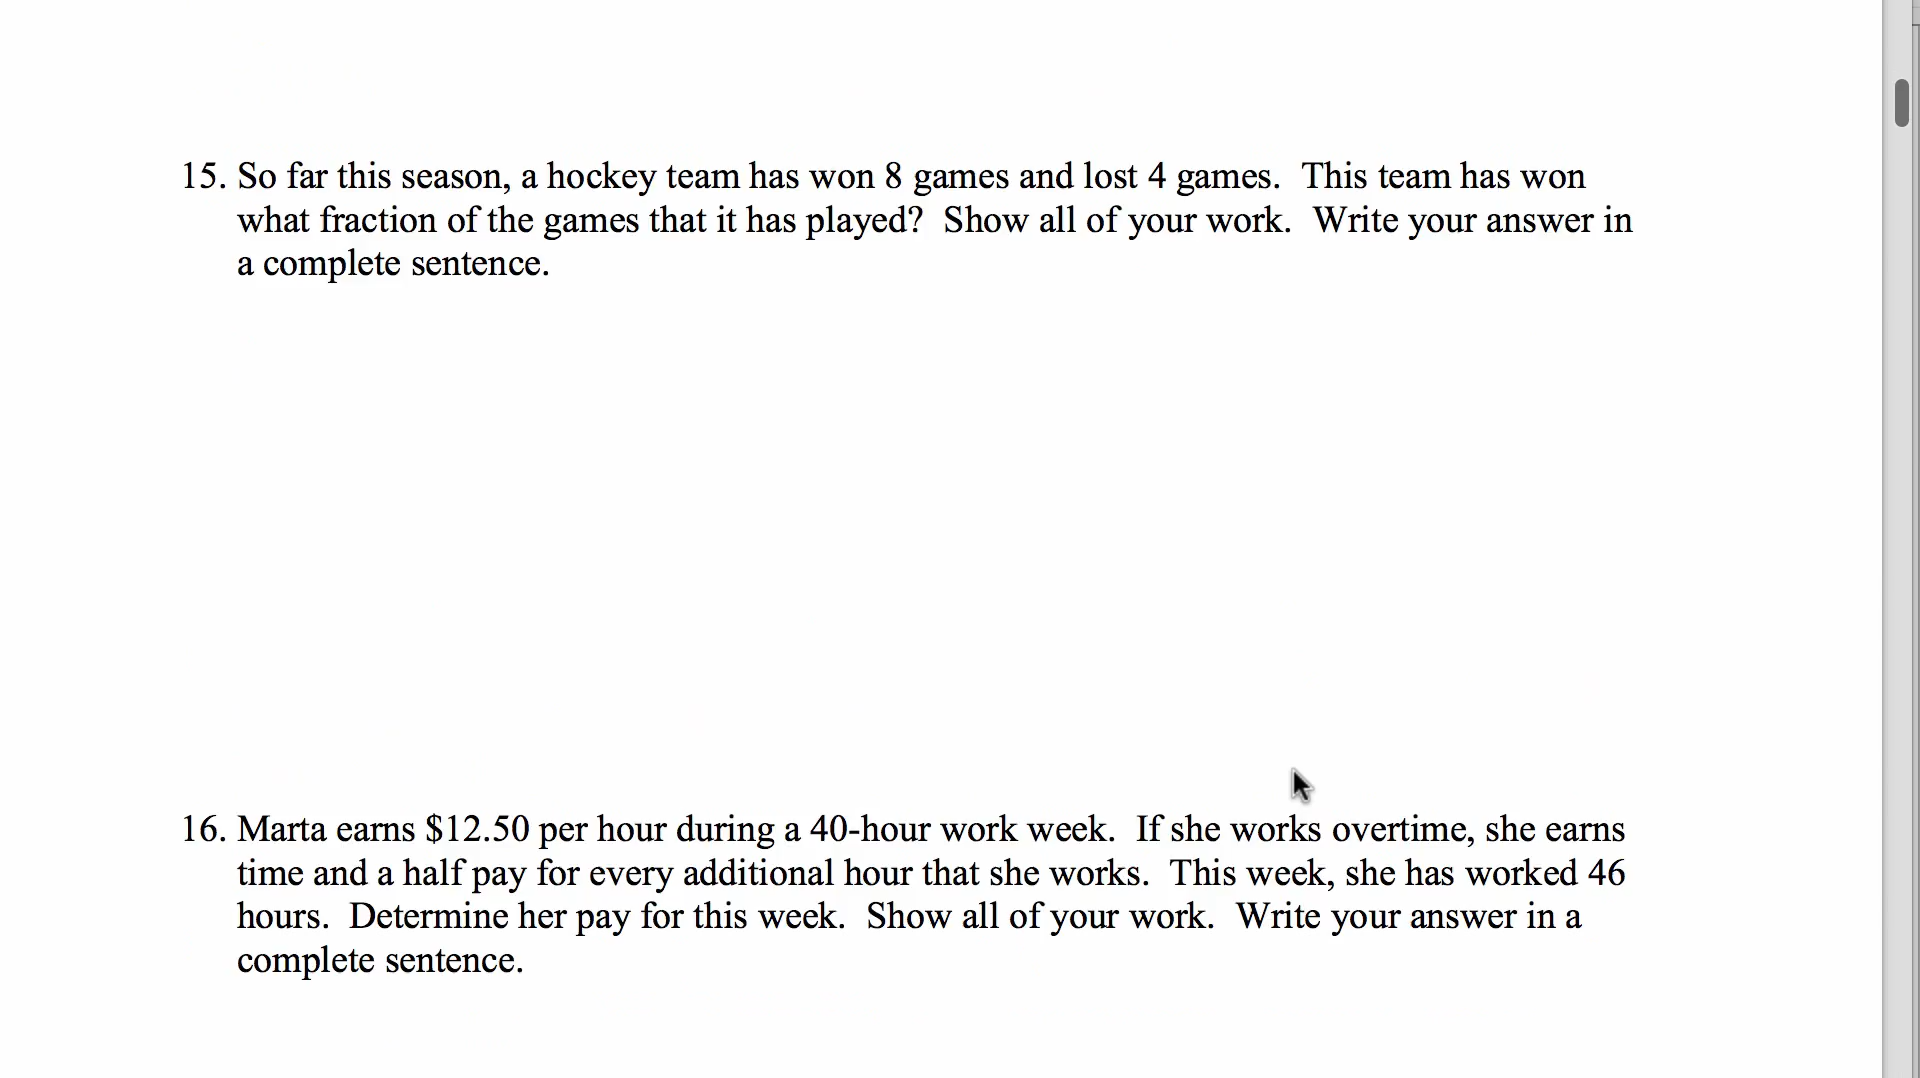 15. So far this season, a hockey team has won 8 games and lost 4 games.  This team has won
what fraction of the games that it has played?  Show all of your work.  Write your answer in
a complete sentence.
16. Marta earns $12.50 per hour during a 40-hour work week.  If she works overtime, she earns
time and a half pay for every additional hour that she works.  This week, she has worked 46
hours.  Determine her pay for this week.  Show all of your work.  Write your answer in a
complete sentence.